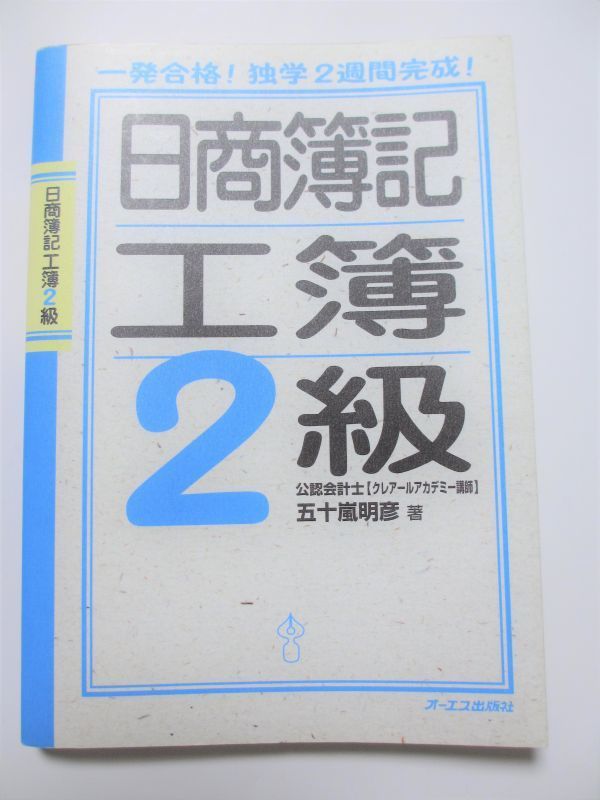 一発合格！独学２週間完成！
日商簿記
工簿
2級
公認会計士【クレアールアカデミー講師】
五十嵐明彦 著
オーエス出版社
日商簿記 工簿2級